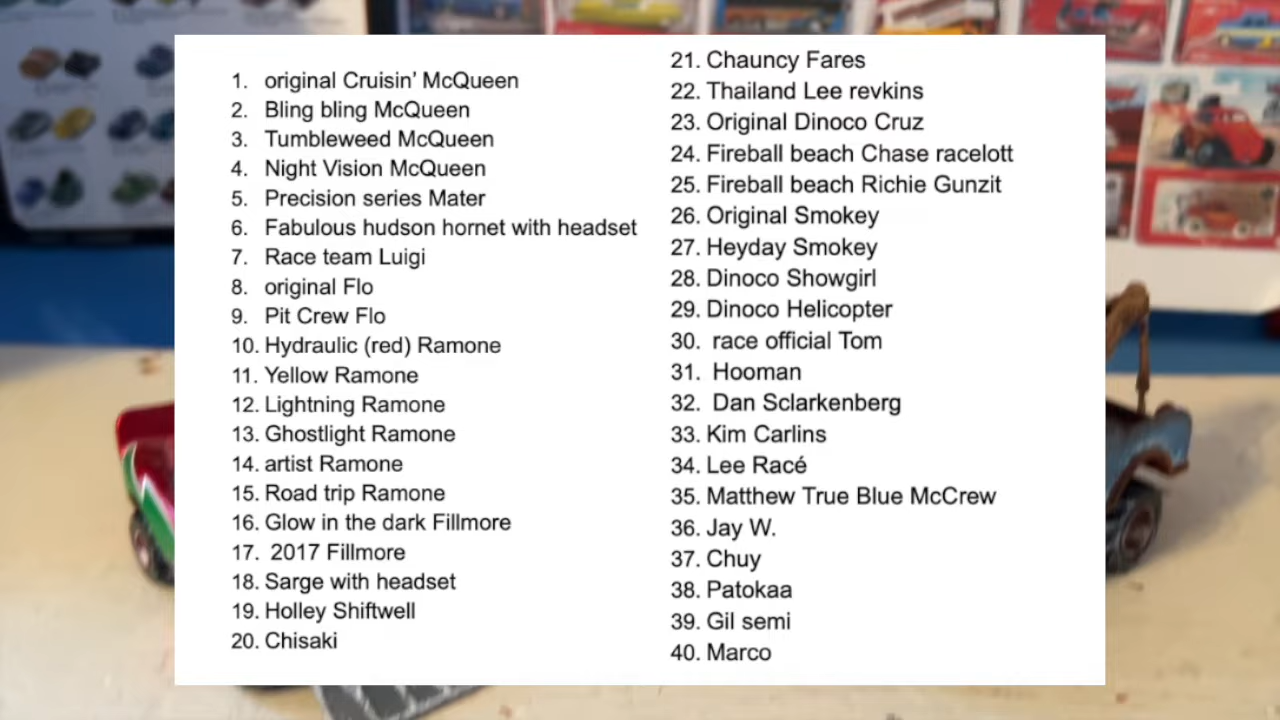 1. original Cruisin' McQueen
2. Bling bling McQueen
3. Tumbleweed McQueen
4. Night Vision McQueen
5. Precision series Mater
6. Fabulous hudson hornet with headset
7. Race team Luigi
8. original Flo
9. Pit Crew Flo
10. Hydraulic (red) Ramone
11. Yellow Ramone
12. Lightning Ramone
13. Ghostlight Ramone
14. artist Ramone
15. Road trip Ramone
16. Glow in the dark Fillmore
17. 2017 Fillmore
18. Sarge with headset
19. Holley Shiftwell
20. Chisaki
21. Chauncy Fares
22. Thailand Lee revkins
23. Original Dinoco Cruz
24. Fireball beach Chase racelott
25. Fireball beach Richie Gunzit
26. Original Smokey
27. Heyday Smokey
28. Dinoco Showgirl
29. Dinoco Helicopter
30. race official Tom
31. Hooman
32. Dan Sclarkenberg
33. Kim Carlins
34. Lee Racé
35. Matthew True Blue McCrew
36. Jay W.
37. Chuy
38. Patokaa
39. Gil semi
40. Marco